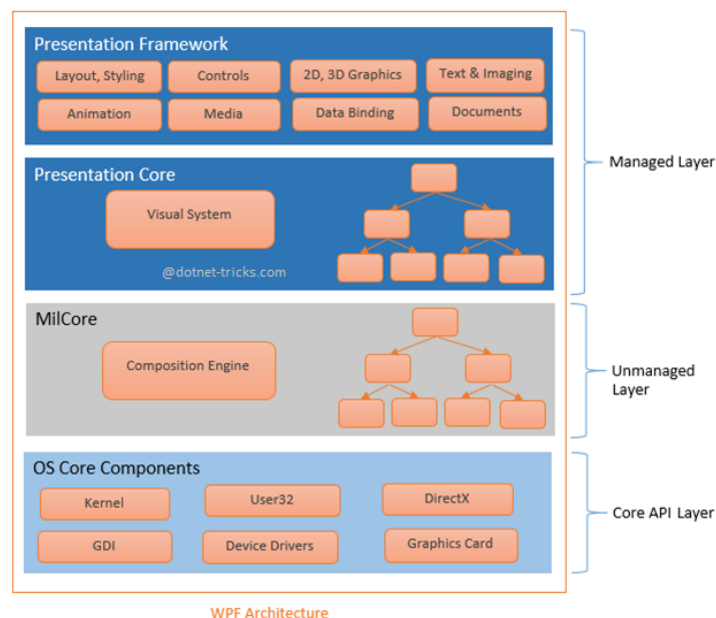 Presentation Framework
Layout, Styling
Controls
2D, 3D Graphics
Text & Imaging
Animation
Media
Data Binding
Documents
Managed Layer
Presentation Core
Visual System
@dotnet-tricks.com
MilCore
Composition Engine
Unmanaged
Layer
OS Core Components
Kernel
User32
DirectX
GDI
Device Drivers
Graphics Card
Core API Layer
WPF Architecture